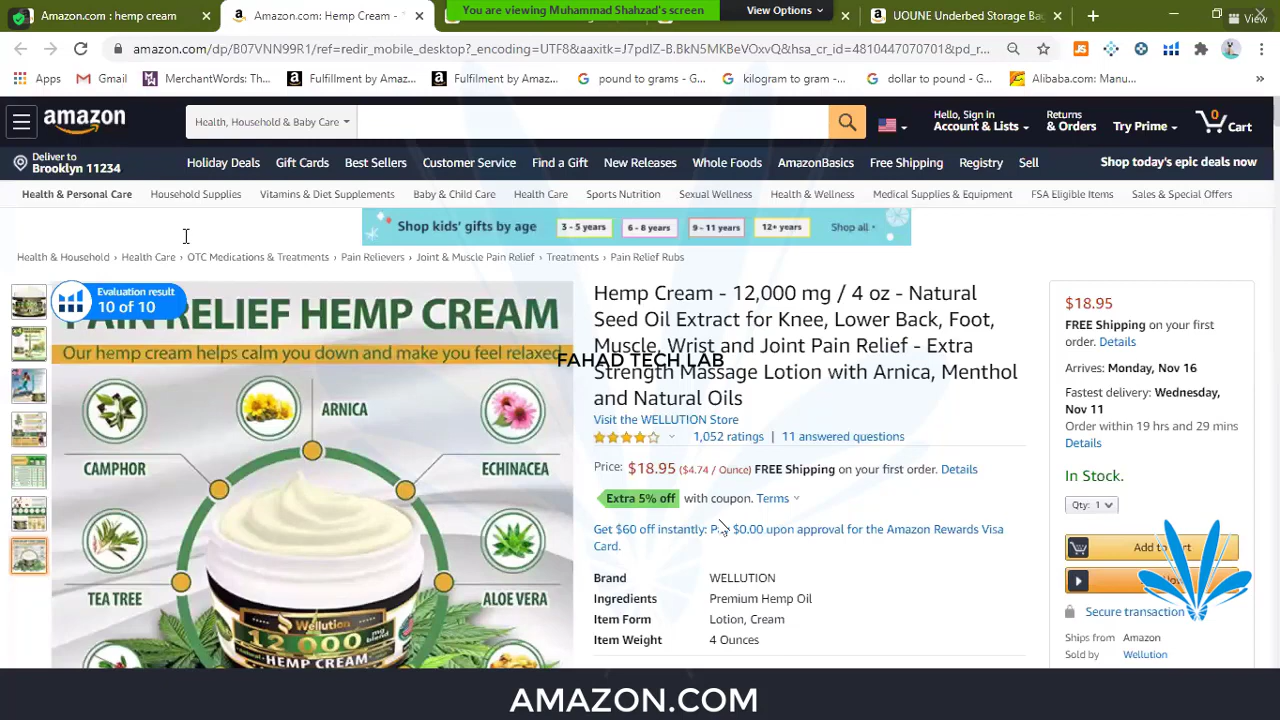 You are viewing Muhammad Shahzad's screen
View Options
Amazon.com : hemp cream
Amazon.com: Hemp Cream -
UOUNE Underbed Storage Ba
View
amazon.com/dp/B07VNN99R1/ref=redir_mobile_desktop?_encoding=UTF8&aaxitk=J7pdlZ-B.BkN5MKBeVOxvQ&hsa_cr_id=4810447070701&pd_r...
Apps
Gmail
MerchantWords: Th...
Fulfillment by Amaz...
Fulfilment by Amaz...
pound to grams - G...
kilogram to gram - ...
dollar to pound - G...
Alibaba.com: Manu...
amazon
Health, Household & Baby Care
Hello, Sign in
Account & Lists
Returns
& Orders
Try Prime
0
Cart
Deliver to
Brooklyn 11234
Holiday Deals
Gift Cards
Best Sellers
Customer Service
Find a Gift
New Releases
Whole Foods
AmazonBasics
Free Shipping
Registry
Sell
Shop today's epic deals now
Health & Personal Care
Household Supplies
Vitamins & Diet Supplements
Baby & Child Care
Health Care
Sports Nutrition
Sexual Wellness
Health & Wellness
Medical Supplies & Equipment
FSA Eligible Items
Sales & Special Offers
Shop kids' gifts by age
3 - 5 years
6 - 8 years
9 - 11 years
12+ years
Shop all
Health & Household › Health Care › OTC Medications & Treatments › Pain Relievers › Joint & Muscle Pain Relief › Treatments › Pain Relief Rubs
Evaluation result
10 of 10
RELIEF HEMP CREAM
Our hemp cream helps calm you down and make you feel relaxed
ARNICA
CAMPHOR
ECHINACEA
TEA TREE
ALOE VERA
Wellution
12 000 mg
HEMP CREAM
Hemp Cream - 12,000 mg / 4 oz - Natural
Seed Oil Extract for Knee, Lower Back, Foot,
Muscle, Wrist and Joint Pain Relief - Extra
FAHAD TECH LAB
Strength Massage Lotion with Arnica, Menthol
and Natural Oils
Visit the WELLUTION Store
1,052 ratings | 11 answered questions
Price: $18.95 ($4.74 / Ounce) FREE Shipping on your first order. Details
Extra 5% off with coupon. Terms
Get $60 off instantly: $0.00 upon approval for the Amazon Rewards Visa
Card.
Brand WELLUTION
Ingredients Premium Hemp Oil
Item Form Lotion, Cream
Item Weight 4 Ounces
$18.95
FREE Shipping on your first
order. Details
Arrives: Monday, Nov 16
Fastest delivery: Wednesday,
Nov 11
Order within 19 hrs and 29 mins
Details
In Stock.
Qty: 1
Add to
Secure transaction
Ships from Amazon
Sold by Wellution
AMAZON.COM